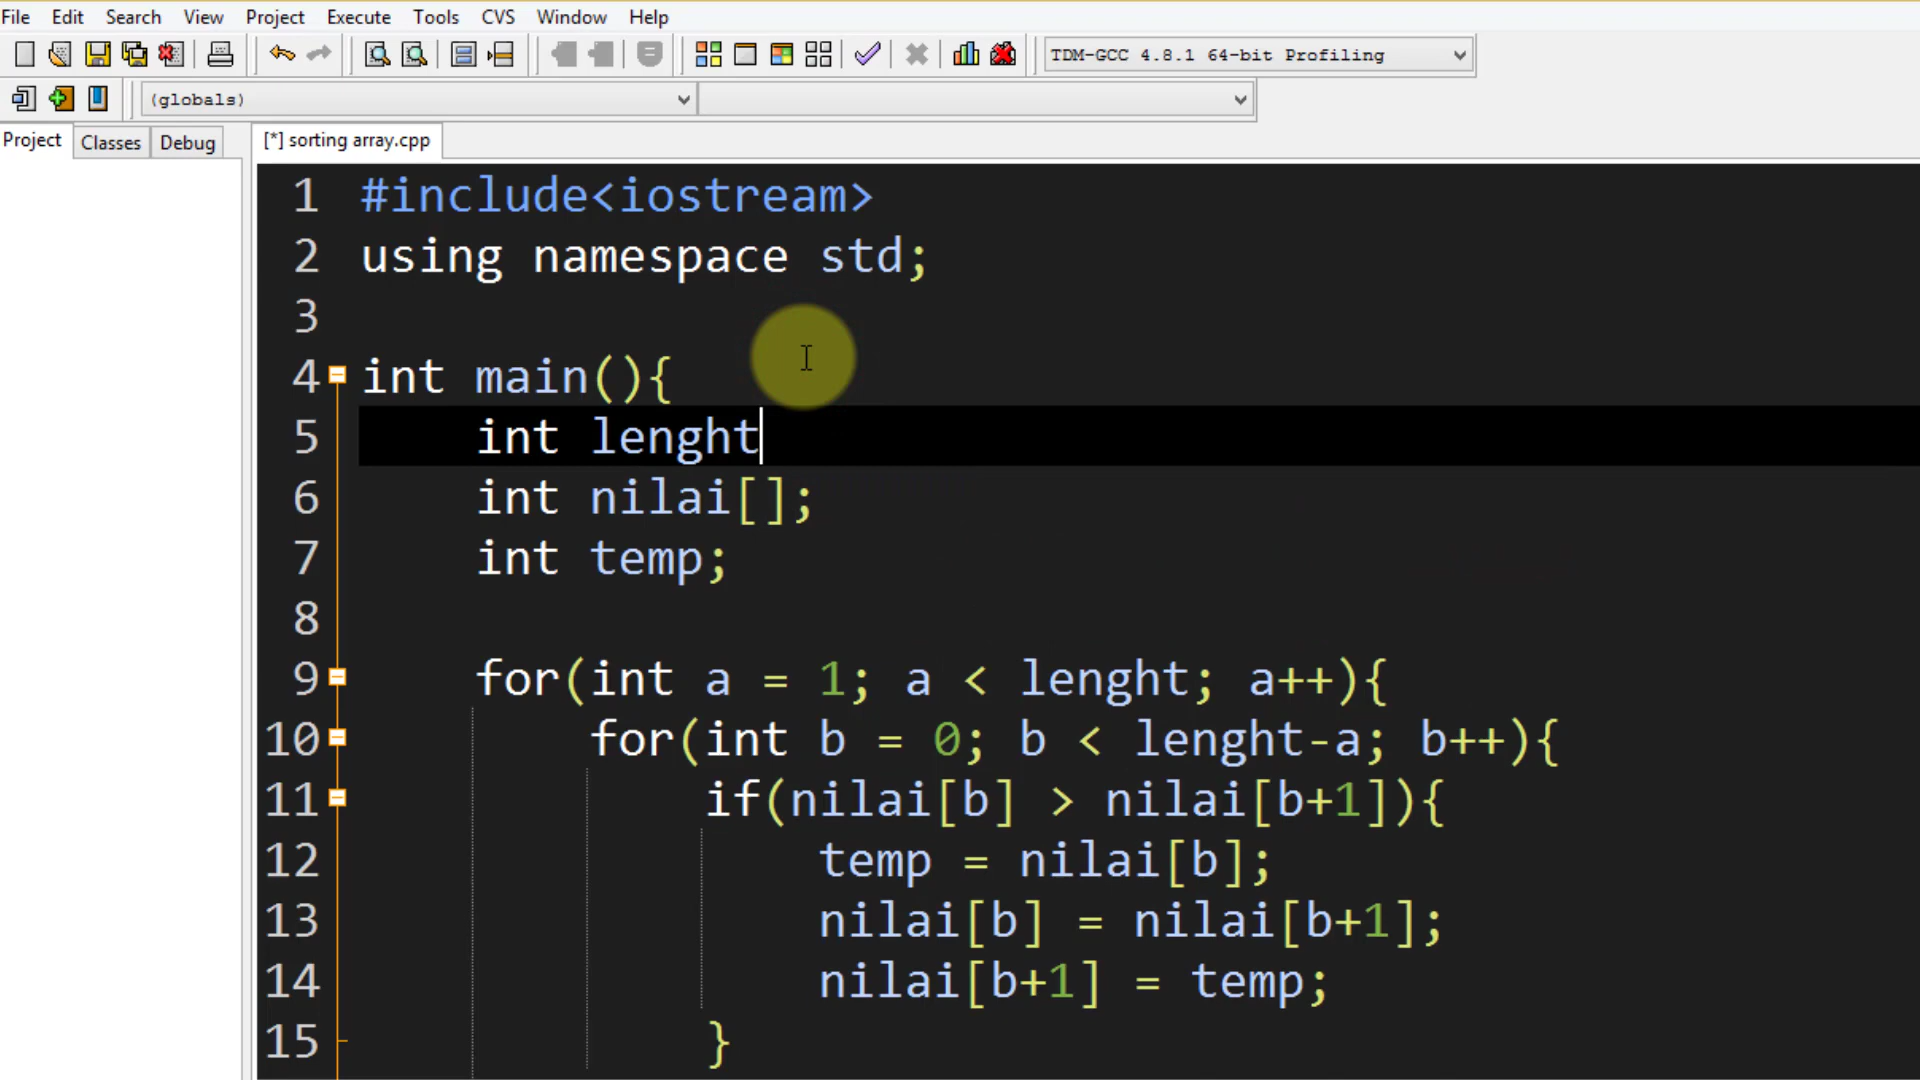 File Edit Search View Project Execute Tools CVS Window Help
TDM-GCC 4.8.1 64-bit Profiling
(globals)
Project Classes Debug [*] sorting array.cpp
1 #include<iostream>
2 using namespace std;
3
4 int main(){
5 int lenght
6 int nilai[];
7 int temp;
8
9 for(int a = 1; a < lenght; a++){
10 for(int b = 0; b < lenght-a; b++){
11 if(nilai[b] > nilai[b+1]){
12 temp = nilai[b];
13 nilai[b] = nilai[b+1];
14 nilai[b+1] = temp;
15 }